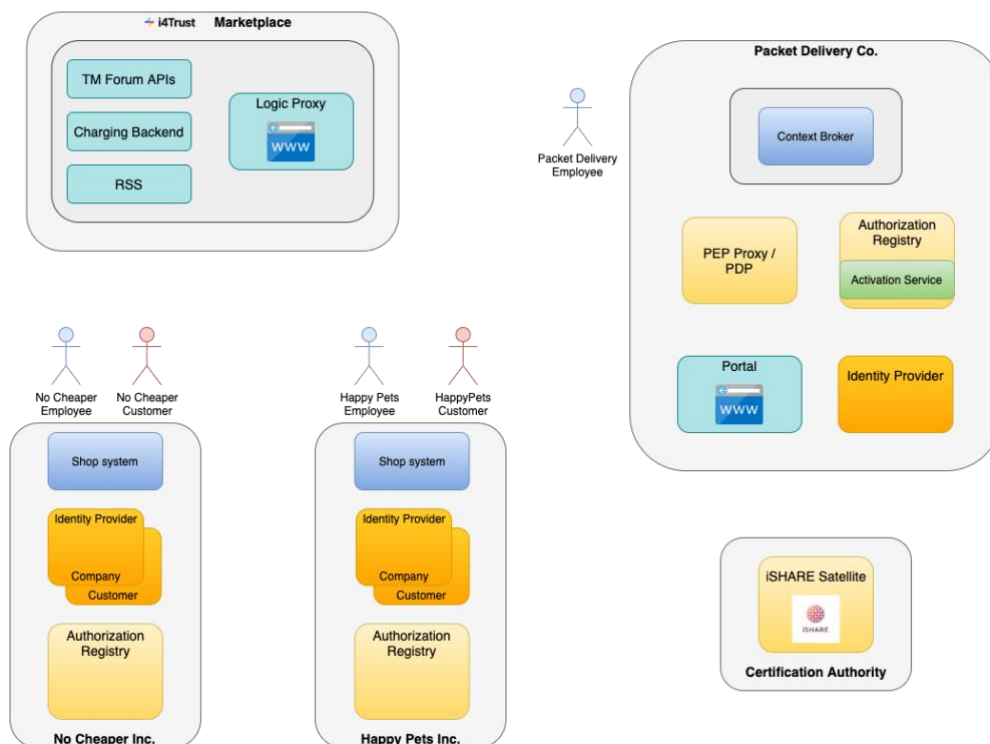 i4Trust Marketplace
TM Forum APIs
Charging Backend
RSS
Logic Proxy
www
Packet Delivery
Employee
Packet Delivery Co.
Context Broker
PEP Proxy /
PDP
Authorization
Registry
Activation Service
Portal
www
Identity Provider
No Cheaper
Employee
No Cheaper
Customer
Shop system
Identity Provider
Company
Customer
Authorization
Registry
No Cheaper Inc.
Happy Pets
Employee
HappyPets
Customer
Shop system
Identity Provider
Company
Customer
Authorization
Registry
Happy Pets Inc.
iSHARE Satellite
iSHARE
Certification Authority